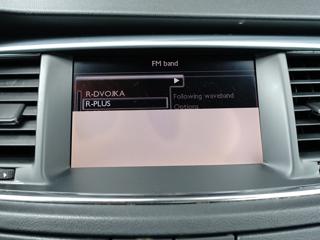 FM band
R-DVOJKA
R-PLUS
Following waveband
Options